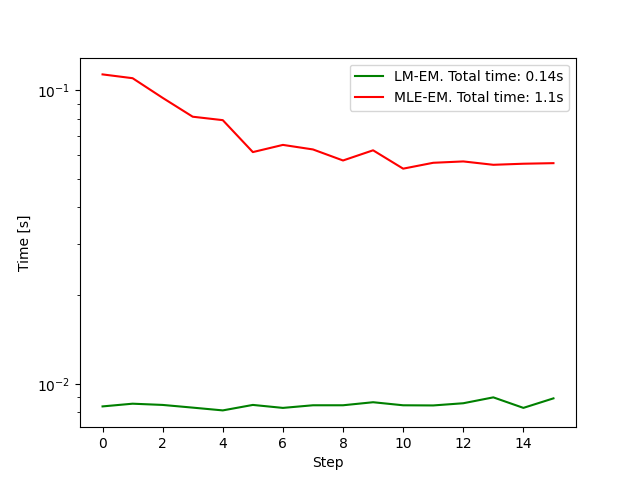 LM-EM. Total time: 0.14s
MLE-EM. Total time: 1.1s
10⁻¹
10⁻²
Time [s]
0 2 4 6 8 10 12 14
Step